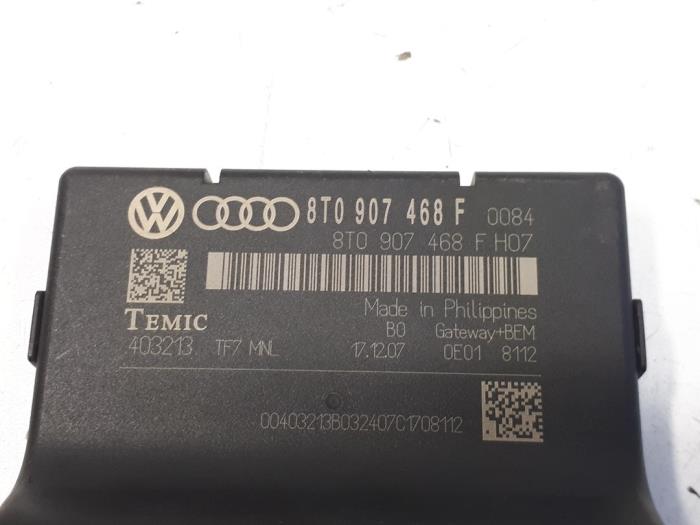 8T0 907 468 F 0084
8T0 907 468 F H07
Made in Philippines
TEMIC B0 Gateway+BEM
403213 TF7 MNL 17.12.07 0E01 8112
00403213B032407C1708112